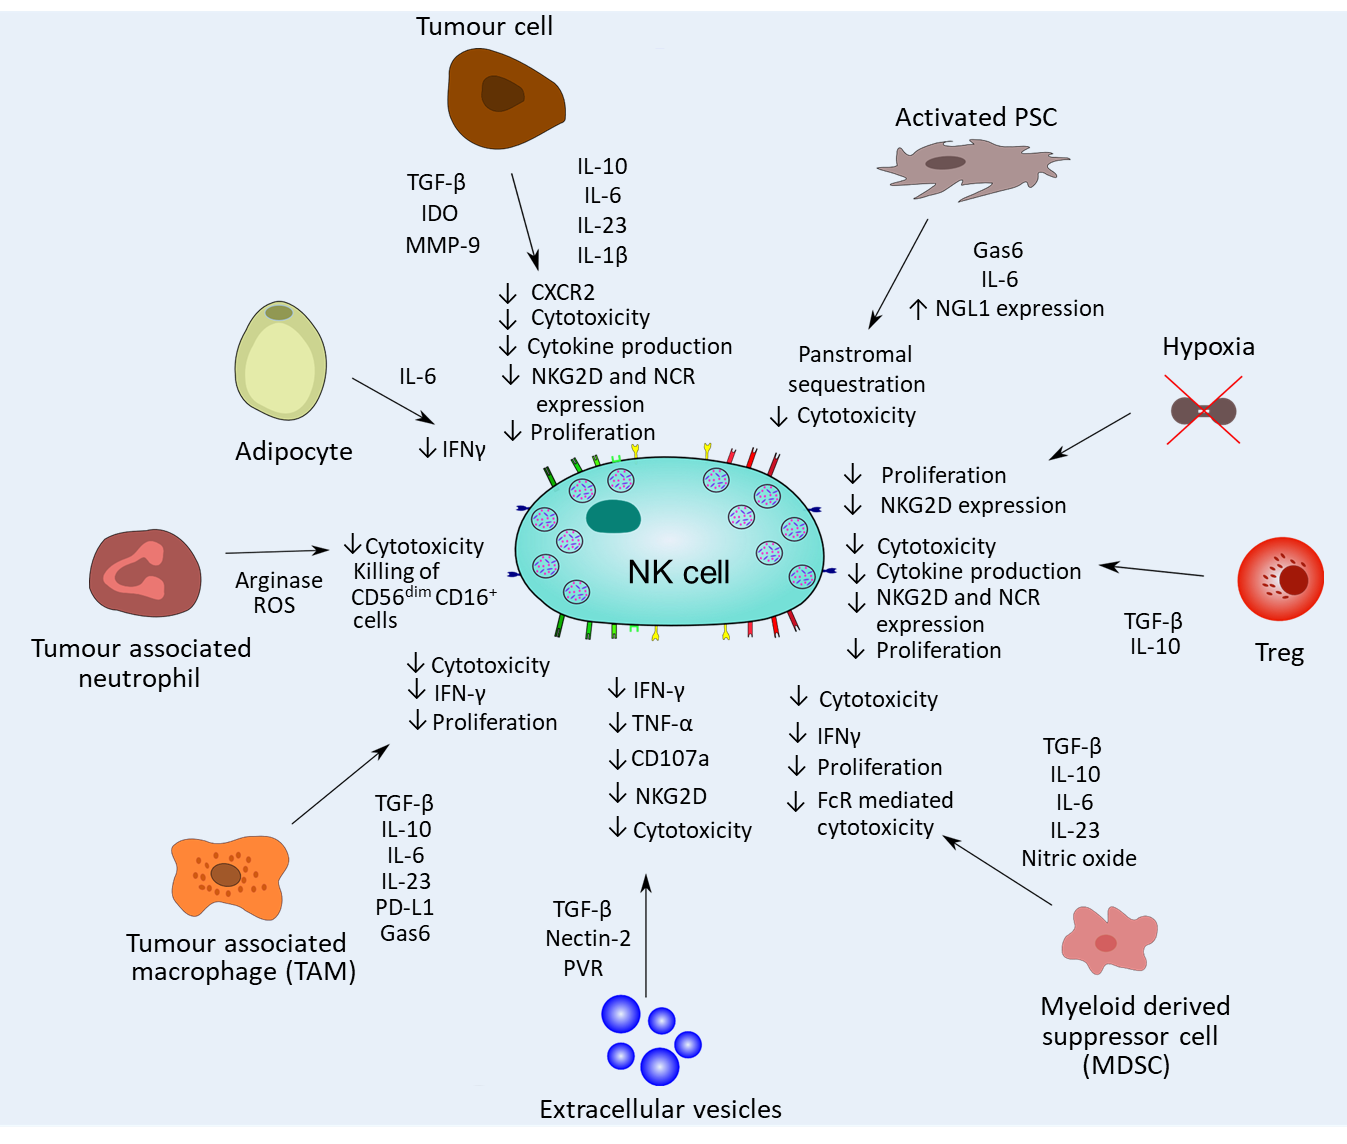 Tumour cell
TGF-β
IDO
MMP-9
IL-10
IL-6
IL-23
IL-1β
↓ CXCR2
↓ Cytotoxicity
↓ Cytokine production
↓ NKG2D and NCR
expression
↓ Proliferation
Activated PSC
Gas6
IL-6
↑ NGL1 expression
Panstromal
sequestration
↓ Cytotoxicity
Hypoxia
↓ Proliferation
↓ NKG2D expression
Adipocyte
IL-6
↓ IFNγ
NK cell
Tumour associated
neutrophil
Arginase
ROS
↓ Cytotoxicity
Killing of
CD56dim CD16+
cells
↓ Cytotoxicity
↓ Cytokine production
↓ NKG2D and NCR
expression
↓ Proliferation
TGF-β
IL-10
Treg
↓ Cytotoxicity
↓ IFN-γ
↓ Proliferation
TGF-β
IL-10
IL-6
IL-23
PD-L1
Gas6
Tumour associated
macrophage (TAM)
↓ IFN-γ
↓ TNF-α
↓ CD107a
↓ NKG2D
↓ Cytotoxicity
TGF-β
Nectin-2
PVR
Extracellular vesicles
↓ Cytotoxicity
↓ IFNγ
↓ Proliferation
↓ FcR mediated
cytotoxicity
TGF-β
IL-10
IL-6
IL-23
Nitric oxide
Myeloid derived
suppressor cell
(MDSC)